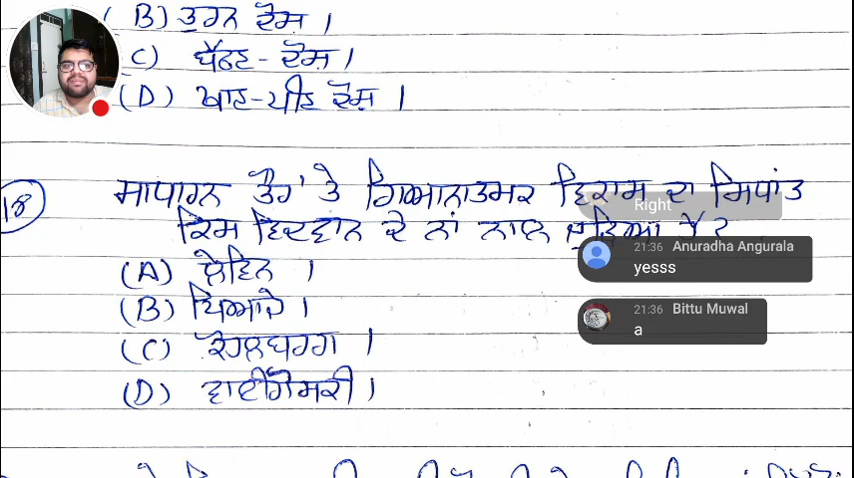 (B) ਤੁਰਨ ਦੋਸ਼ ।
(C) ਬੈਠਣ - ਦੋਸ਼ ।
(D) ਖਾਣ-ਪੀਣ ਦੋਸ਼ ।
18 ਸਾਧਾਰਨ ਤੌਰ 'ਤੇ ਗਿਆਨਾਤਮਕ ਵਿਕਾਸ ਦਾ ਸਿਧਾਂਤ
Right
ਕਿਸ ਵਿਦਵਾਨ ਦੇ ਨਾਂ ਨਾਲ ਜੁੜਿਆ ਹੈ ?
21:36 Anuradha Angurala
yesss
(A) ਲੇਵਿਨ ।
(B) ਪਿਆਜੇ ।
21:36 Bittu Muwal
a
(C) ਕੋਹਲਬਰਗ ।
(D) ਵਾਈਗੋਸਕੀ ।